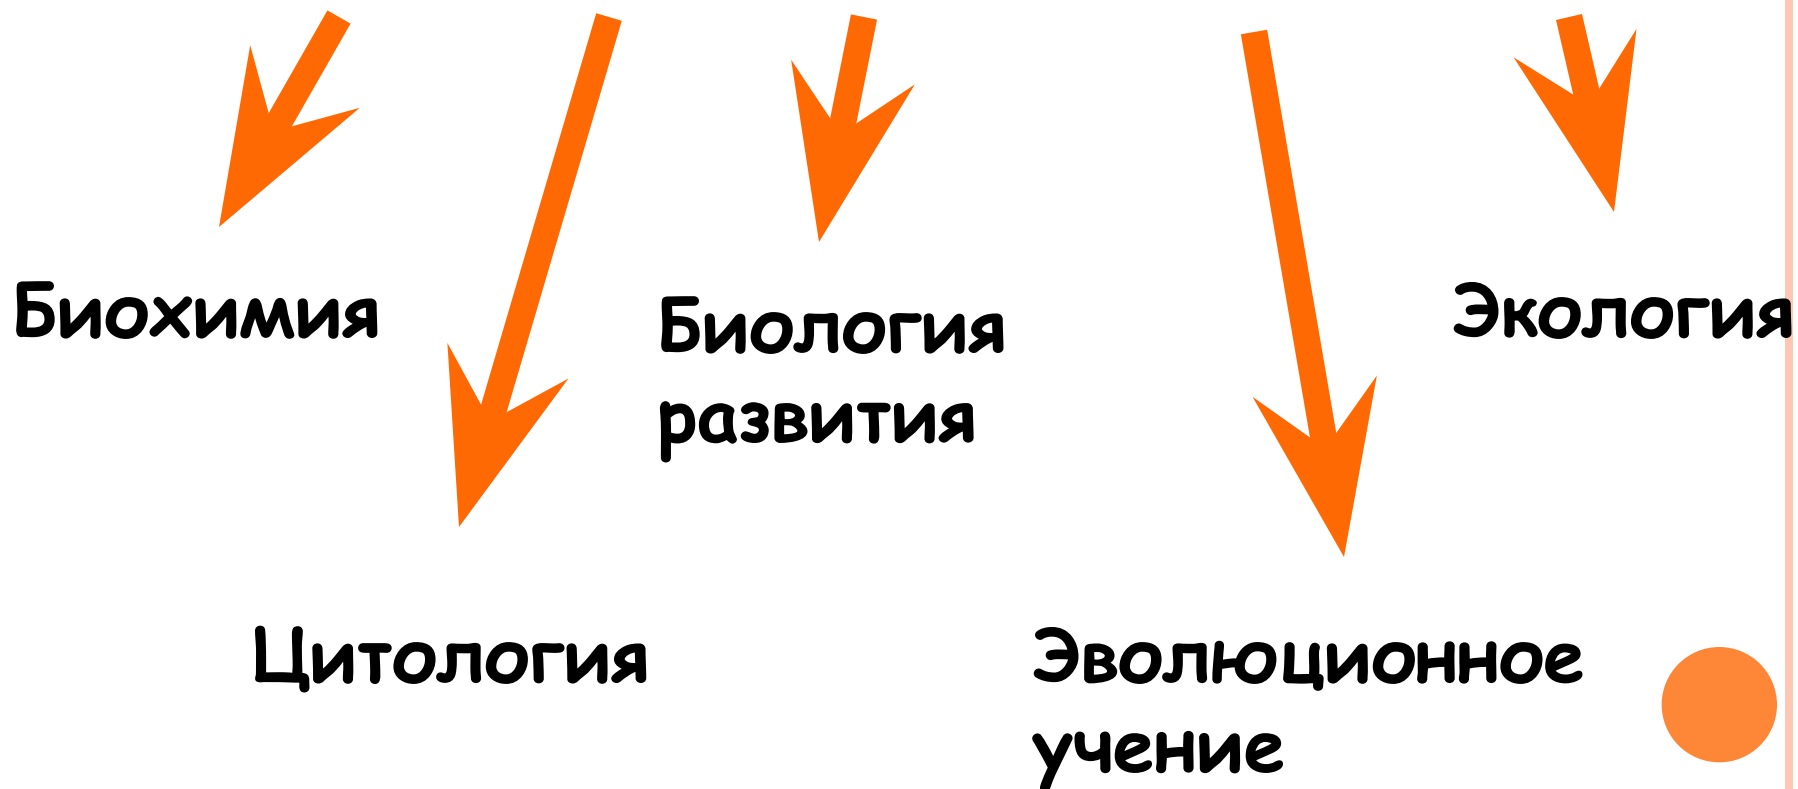 Биохимия
Биология
развития
Экология
Цитология
Эволюционное
учение